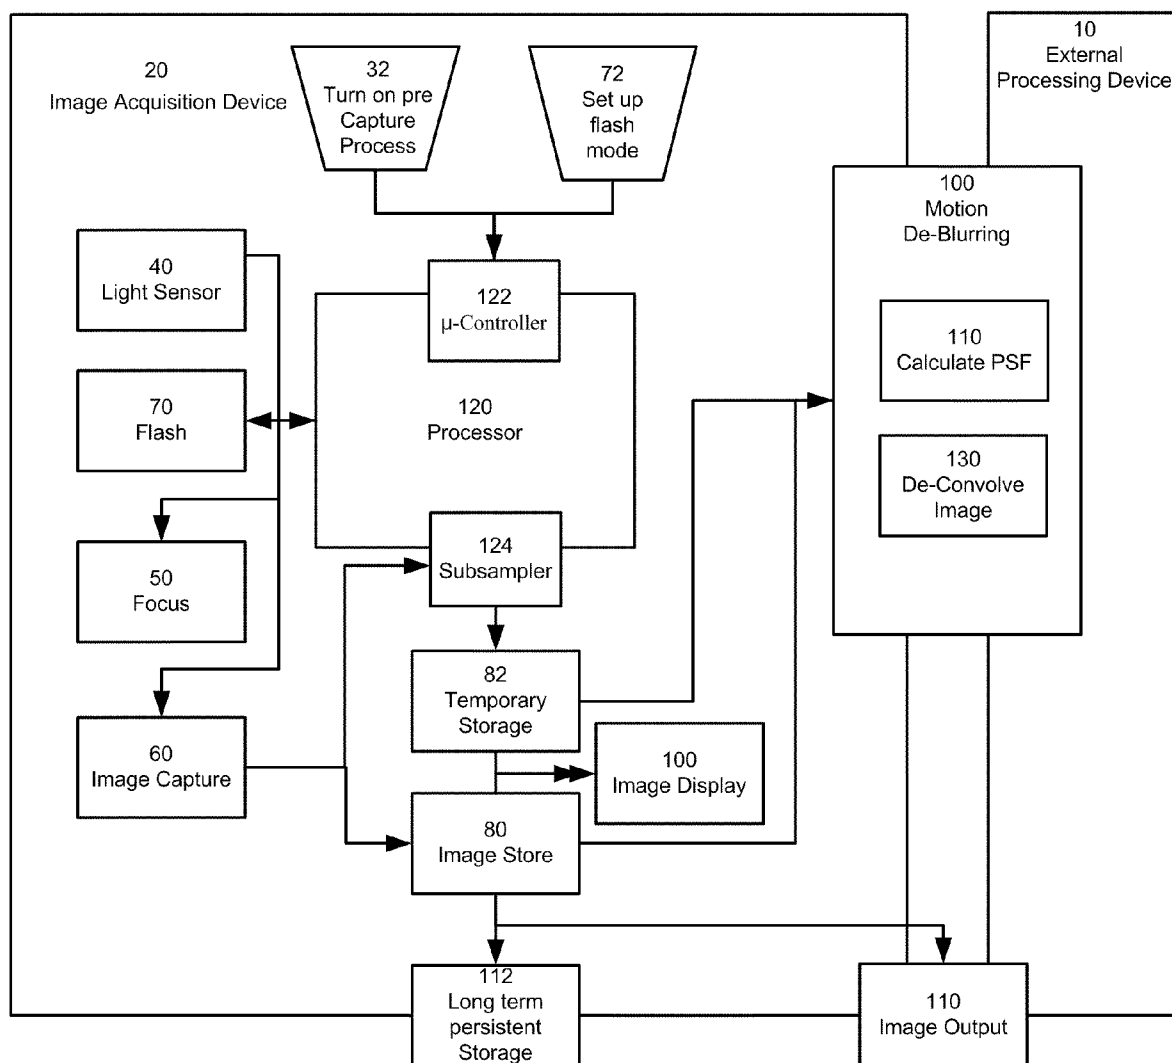 20
Image Acquisition Device
32
Turn on pre
Capture
Process
72
Set up
flash
mode
10
External
Processing Device
100
Motion
De-Blurring
40
Light Sensor
122
μ-Controller
110
Calculate PSF
70
Flash
120
Processor
130
De-Convolve
Image
124
Subsampler
50
Focus
82
Temporary
Storage
60
Image Capture
100
Image Display
80
Image Store
112
Long term
persistent
Storage
110
Image Output